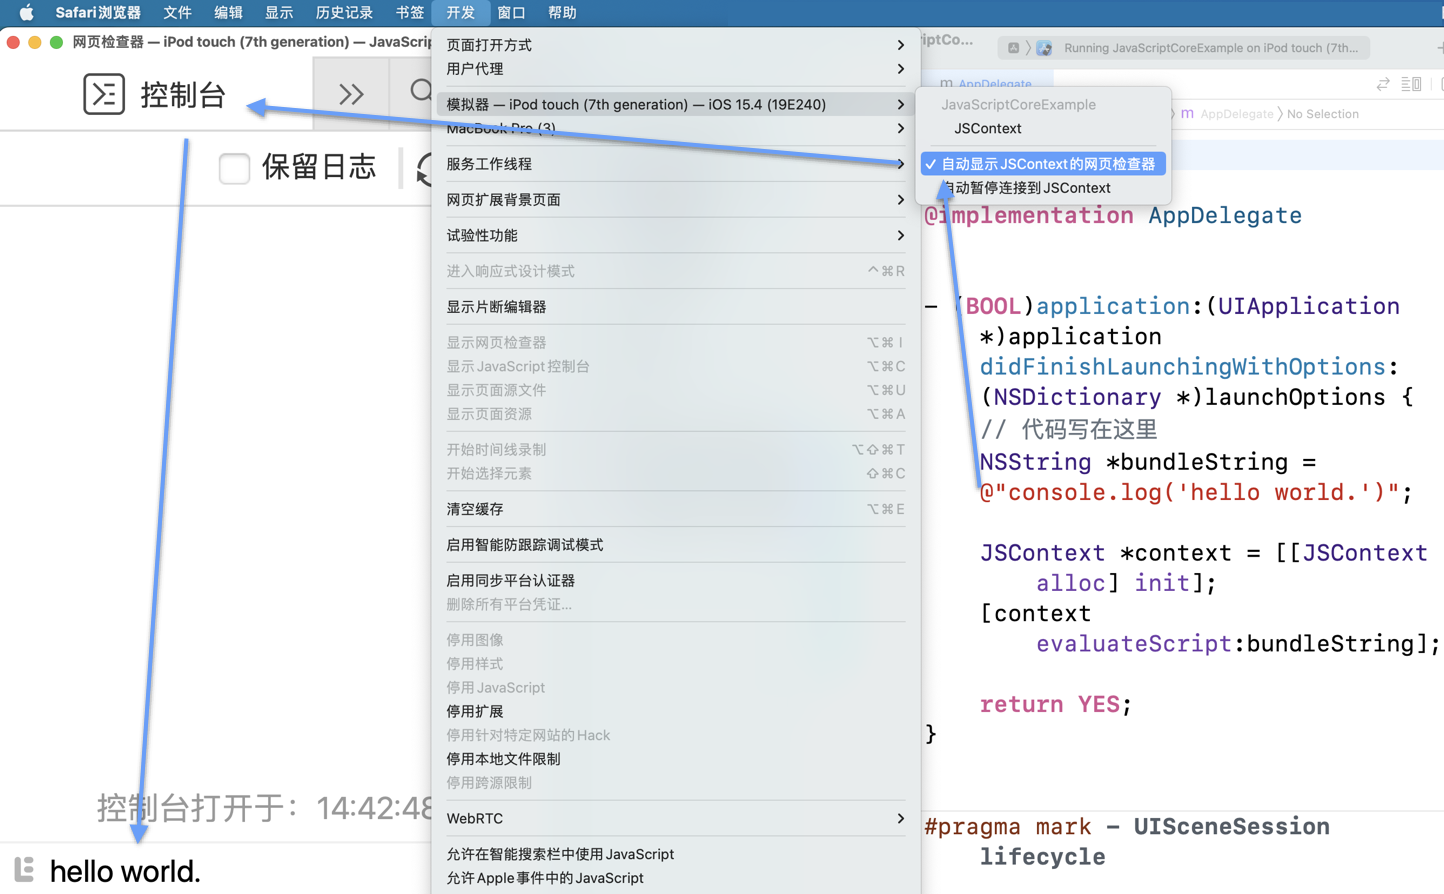 Safari浏览器 文件 编辑 显示 历史记录 书签 开发 窗口 帮助
网页检查器 — iPod touch (7th generation) — JavaScri
控制台
保留日志
控制台打开于： 14:42:48
hello world.
页面打开方式
用户代理
模拟器 — iPod touch (7th generation) — iOS 15.4 (19E240)
MacBook Pro (3)
服务工作线程
网页扩展背景页面
试验性功能
进入响应式设计模式 ^⌘R
显示片断编辑器
显示网页检查器 ⌥⌘I
显示 JavaScript 控制台 ⌥⌘C
显示页面源文件 ⌥⌘U
显示页面资源 ⌥⌘A
开始时间线录制 ⌥⇧⌘T
开始选择元素 ⇧⌘C
清空缓存 ⌥⌘E
启用智能防跟踪调试模式
启用同步平台认证器
删除所有平台凭证...
停用图像
停用样式
停用 JavaScript
停用扩展
停用针对特定网站的 Hack
停用本地文件限制
停用跨源限制
WebRTC
允许在智能搜索栏中使用 JavaScript
允许 Apple 事件中的 JavaScript
JavaScriptCoreExample
JSContext
✓ 自动显示 JSContext 的网页检查器
自动暂停连接到 JSContext
iptCo...
Running JavaScriptCoreExample on iPod touch (7th...
m AppDelegate
m AppDelegate 〉 No Selection
@implementation AppDelegate
- (BOOL)application:(UIApplication
*)application
didFinishLaunchingWithOptions:
(NSDictionary *)launchOptions {
// 代码写在这里
NSString *bundleString =
@"console.log('hello world.')";
JSContext *context = [[JSContext
alloc] init];
[context
evaluateScript:bundleString];
return YES;
}
#pragma mark - UISceneSession
lifecycle